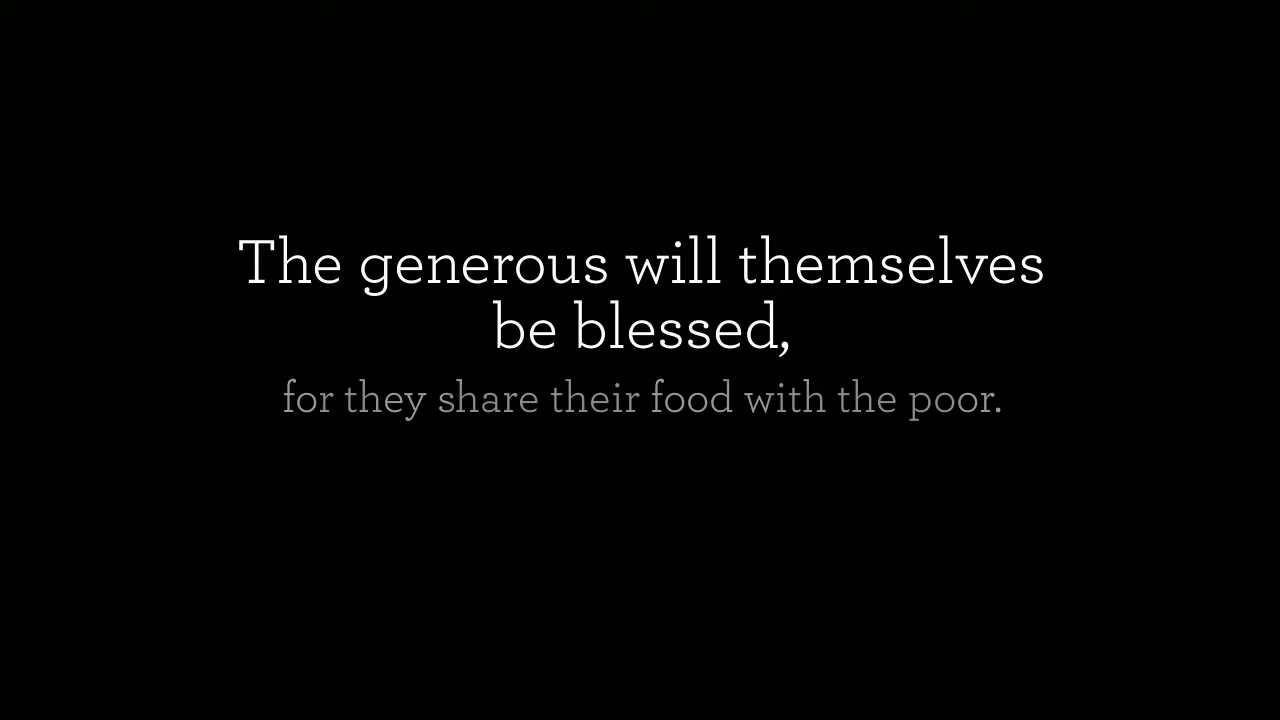 The generous will themselves
be blessed,
for they share their food with the poor.